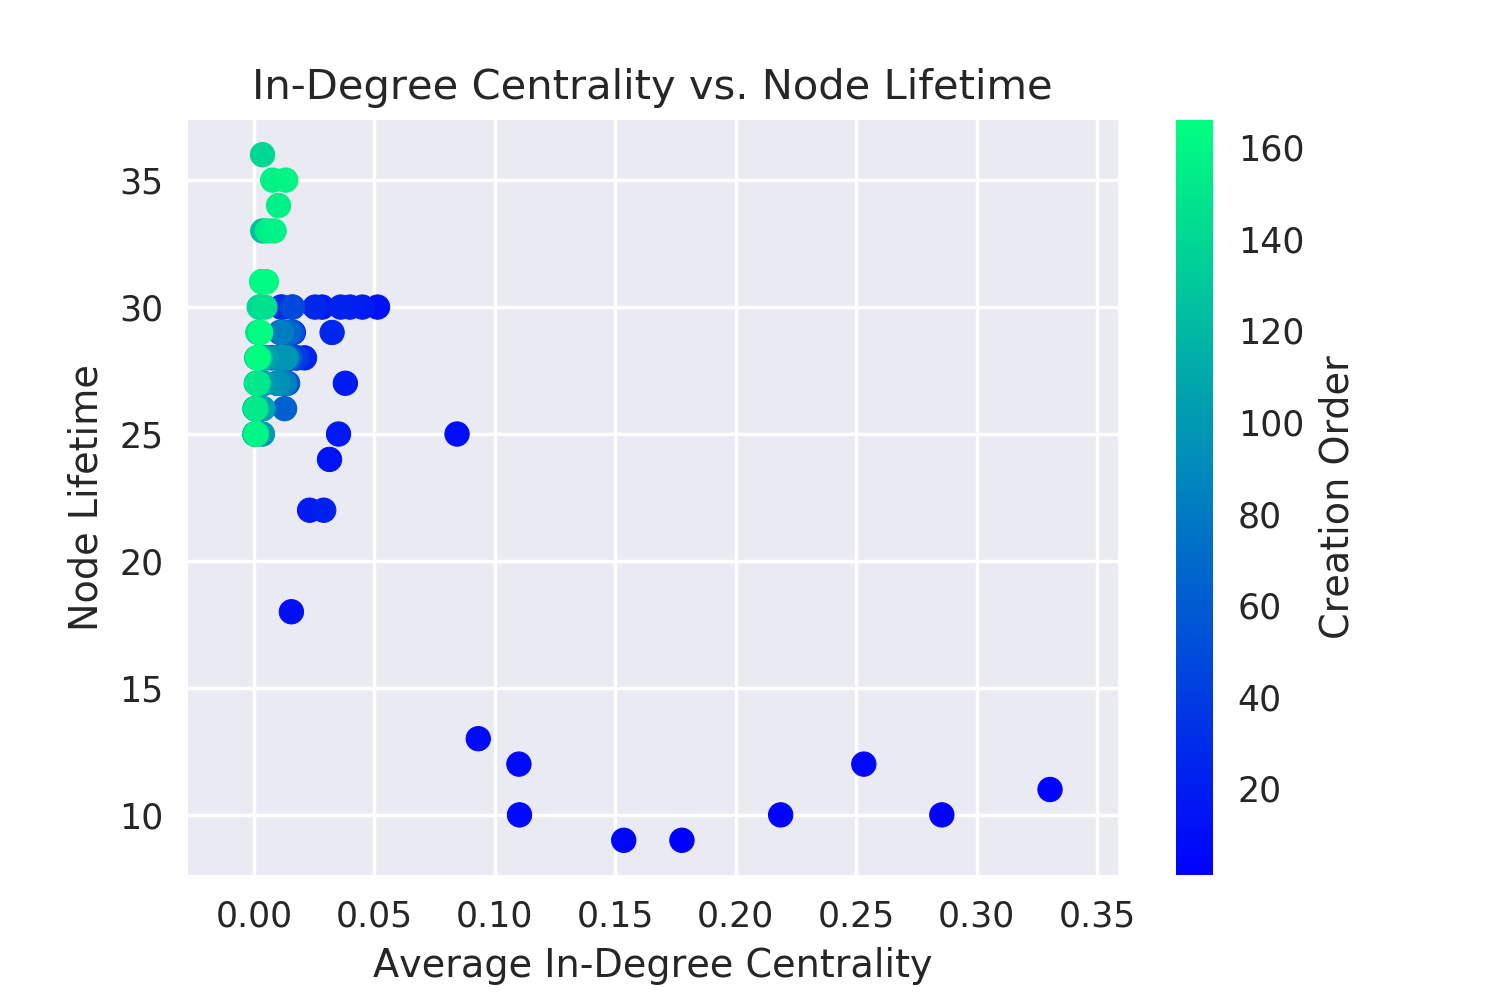 In-Degree Centrality vs. Node Lifetime
Node Lifetime
35
30
25
20
15
10
0.00 0.05 0.10 0.15 0.20 0.25 0.30 0.35
Average In-Degree Centrality
160
140
120
100
80
60
40
20
Creation Order